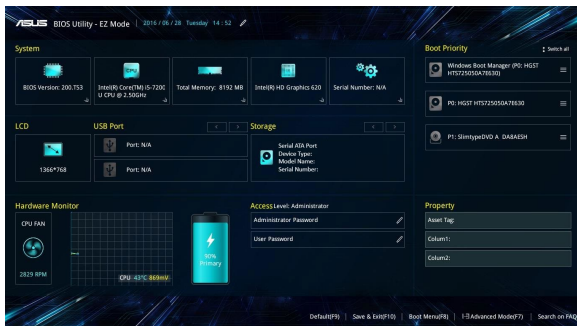 ASUS BIOS Utility - EZ Mode 2016 / 06 / 28 Tuesday 14 : 52
System
BIOS Version: 200.T53
Intel(R) Core(TM) i5-7200
U CPU @ 2.50GHz
Total Memory: 8192 MB
Intel(R) HD Graphics 620
Serial Number: N/A
Boot Priority
Switch all
Windows Boot Manager (P0: HGST
HTS725050A7E630)
P0: HGST HTS725050A7E630
P1: SlimtypeDVD A DA8AESH
LCD
1366*768
USB Port
Port: N/A
Port: N/A
Storage
Serial ATA Port
Device Type:
Model Name:
Serial Number:
Hardware Monitor
CPU FAN
2829 RPM
CPU 43°C 869mV
90%
Primary
Access Level: Administrator
Administrator Password
User Password
Property
Asset Tag:
Colum1:
Colum2:
Default(F9) | Save & Exit(F10) | Boot Menu(F8) | Advanced Mode(F7) | Search on FAQ